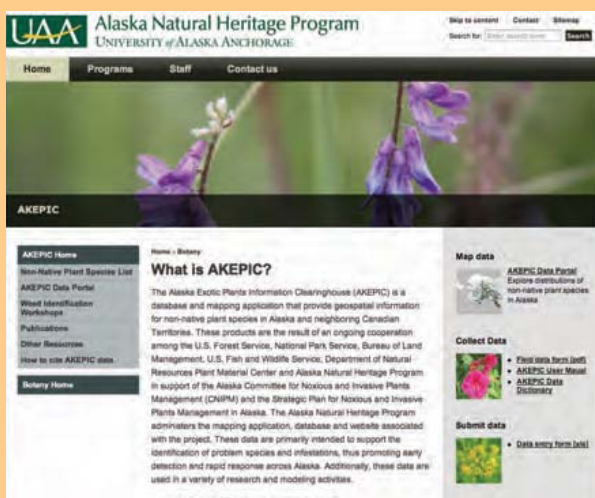 UAA
Alaska Natural Heritage Program
UNIVERSITY of ALASKA ANCHORAGE
Skip to content Contact Sitemap
Search for: Enter search terms Search
Home Programs Staff Contact us
AKEPIC
AKEPIC Home
Non-Native Plant Species List
AKEPIC Data Portal
Weed Identification
Workshops
Publications
Other Resources
How to cite AKEPIC data
Botany Home
Home » Botany
What is AKEPIC?
The Alaska Exotic Plants Information Clearinghouse (AKEPIC) is a
database and mapping application that provide geospatial information
for non-native plant species in Alaska and neighboring Canadian
Territories. These products are the result of an ongoing cooperation
among the U.S. Forest Service, National Park Service, Bureau of Land
Management, U.S. Fish and Wildlife Service, Department of Natural
Resources Plant Material Center and Alaska Natural Heritage Program
in support of the Alaska Committee for Noxious and Invasive Plants
Management (CNIPM) and the Strategic Plan for Noxious and Invasive
Plants Management in Alaska. The Alaska Natural Heritage Program
administers the mapping application, database and website associated
with the project. These data are primarily intended to support the
identification of problem species and infestations, thus promoting early
detection and rapid response across Alaska. Additionally, these data are
used in a variety of research and modeling activities.
Map data
AKEPIC Data Portal
Explore distributions of
non-native plant species
in Alaska
Collect Data
• Field data form (pdf)
• AKEPIC User Maual
• AKEPIC Data
Dictionary
Submit data
• Data entry form (xls)